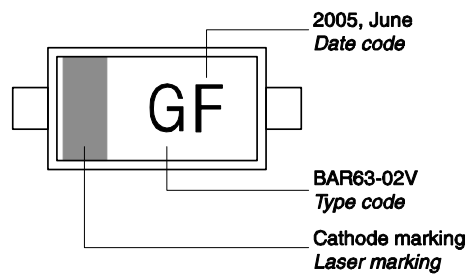 2005, June
Date code
GF
BAR63-02V
Type code
Cathode marking
Laser marking